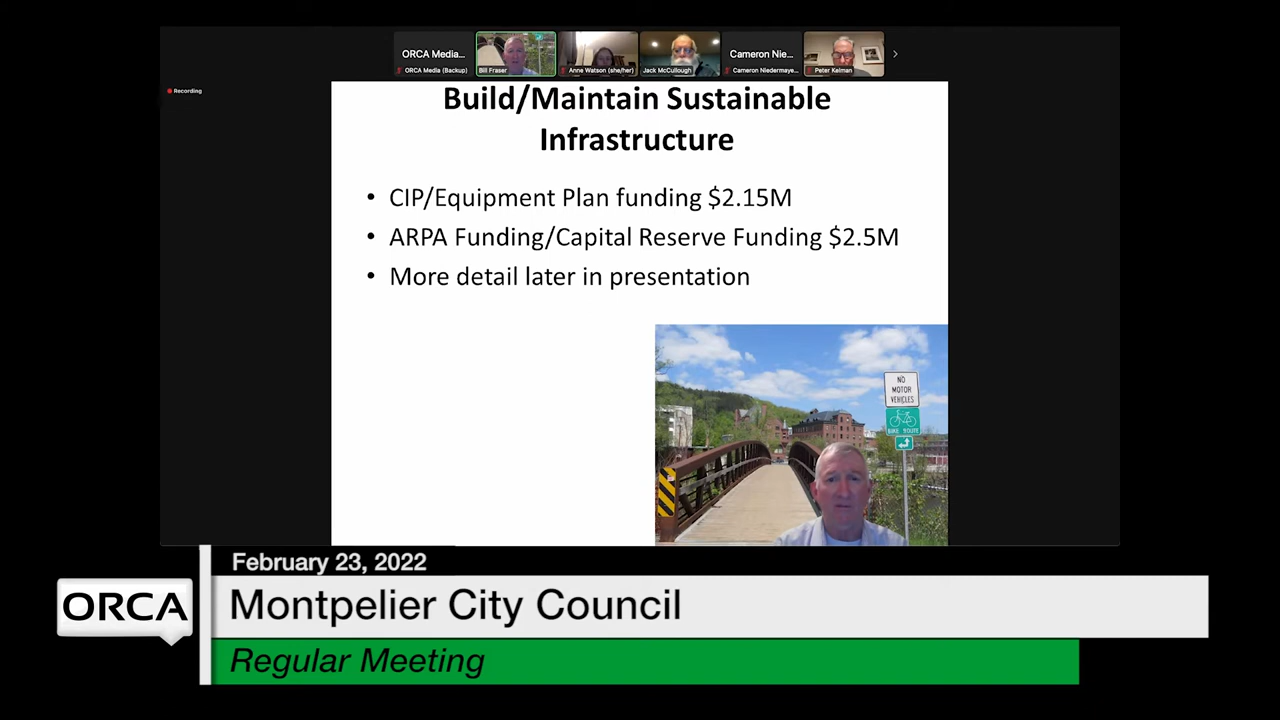 ORCA Media...
Cameron Nie...
ORCA Media (Backup)
Bill Fraser
Anne Watson (she/her)
Jack McCullough
Cameron Niedermaye...
Peter Kelman
Recording
Build/Maintain Sustainable
Infrastructure
• CIP/Equipment Plan funding $2.15M
• ARPA Funding/Capital Reserve Funding $2.5M
• More detail later in presentation
NO
MOTOR
VEHICLES
BIKE ROUTE
February 23, 2022
ORCA
Montpelier City Council
Regular Meeting